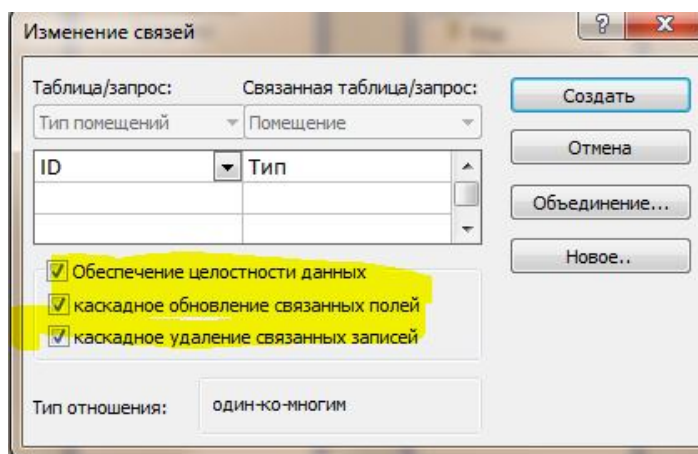 Изменение связей
Таблица/запрос: Связанная таблица/запрос:
Тип помещений Помещение
ID Тип
Обеспечение целостности данных
каскадное обновление связанных полей
каскадное удаление связанных записей
Тип отношения: один-ко-многим
Создать
Отмена
Объединение...
Новое..